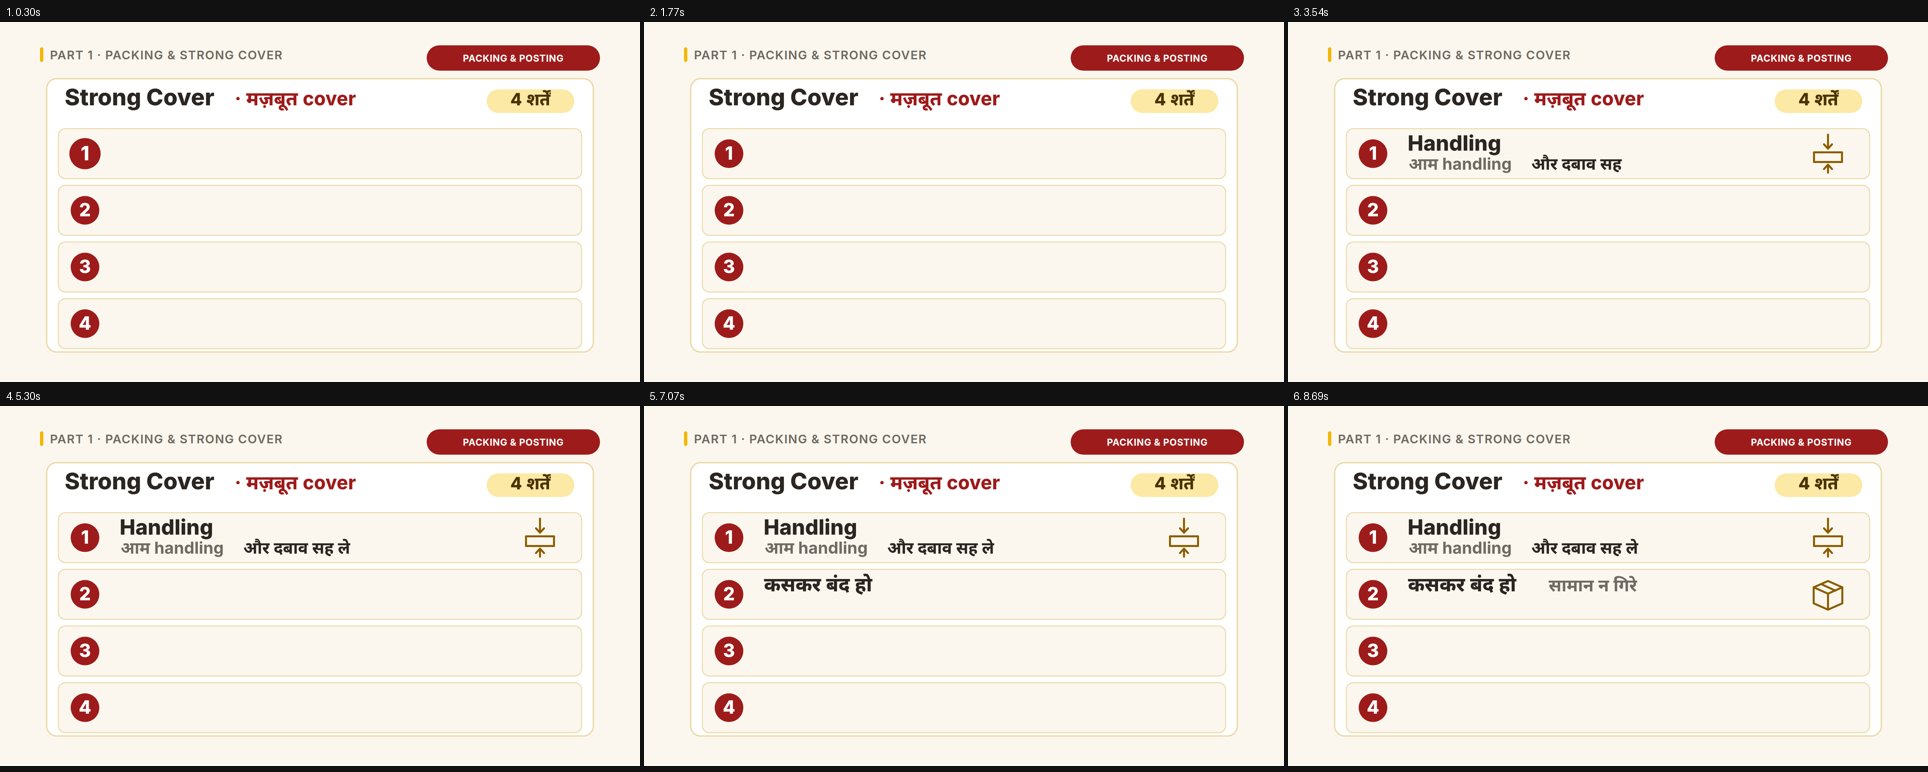 1. 0.30s
PART 1 · PACKING & STRONG COVER
PACKING & POSTING
Strong Cover · मज़बूत cover
4 शर्तें
1
2
3
4
2. 1.77s
PART 1 · PACKING & STRONG COVER
PACKING & POSTING
Strong Cover · मज़बूत cover
4 शर्तें
1
2
3
4
3. 3.54s
PART 1 · PACKING & STRONG COVER
PACKING & POSTING
Strong Cover · मज़बूत cover
4 शर्तें
1 Handling
आम handling और दबाव सह
2
3
4
4. 5.30s
PART 1 · PACKING & STRONG COVER
PACKING & POSTING
Strong Cover · मज़बूत cover
4 शर्तें
1 Handling
आम handling और दबाव सह ले
2
3
4
5. 7.07s
PART 1 · PACKING & STRONG COVER
PACKING & POSTING
Strong Cover · मज़बूत cover
4 शर्तें
1 Handling
आम handling और दबाव सह ले
2 कसकर बंद हो
3
4
6. 8.69s
PART 1 · PACKING & STRONG COVER
PACKING & POSTING
Strong Cover · मज़बूत cover
4 शर्तें
1 Handling
आम handling और दबाव सह ले
2 कसकर बंद हो सामान न गिरे
3
4